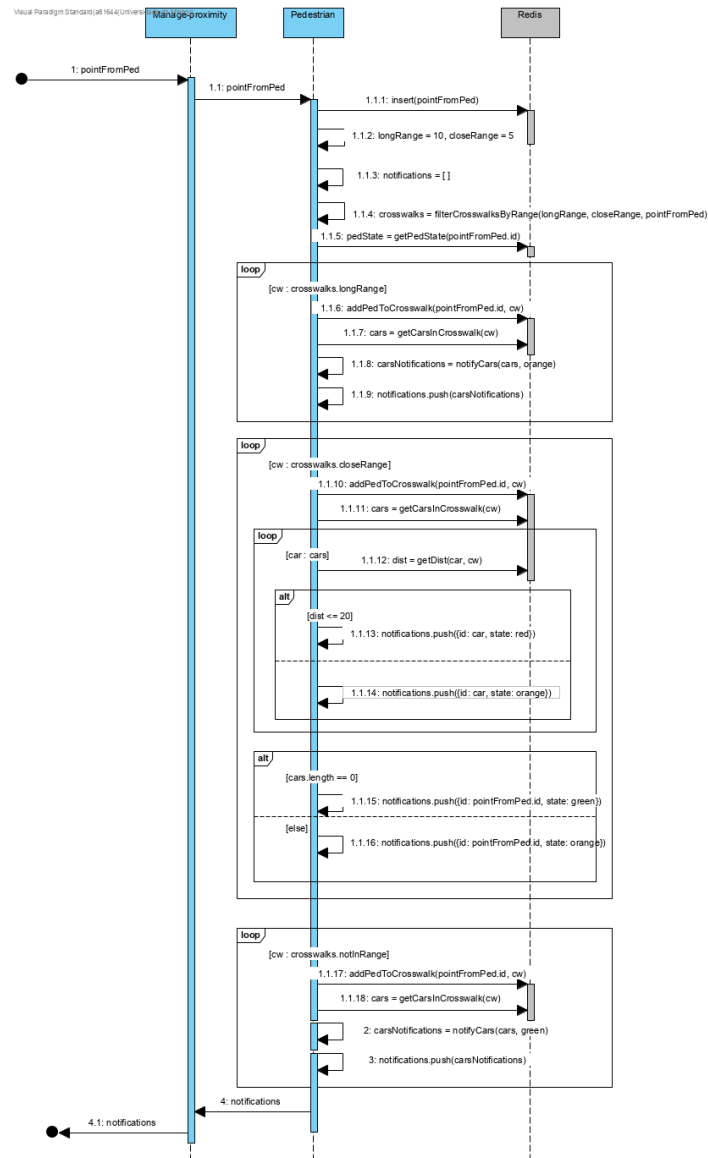 Visual Paradigm Standard(a81644(Universidade do Minho))
Manage-proximity
Pedestrian
Redis
1: pointFromPed
1.1: pointFromPed
1.1.1: insert(pointFromPed)
1.1.2: longRange = 10, closeRange = 5
1.1.3: notifications = [ ]
1.1.4: crosswalks = filterCrosswalksByRange(longRange, closeRange, pointFromPed)
1.1.5: pedState = getPedState(pointFromPed.id)
loop
[cw : crosswalks.longRange]
1.1.6: addPedToCrosswalk(pointFromPed.id, cw)
1.1.7: cars = getCarsInCrosswalk(cw)
1.1.8: carsNotifications = notifyCars(cars, orange)
1.1.9: notifications.push(carsNotifications)
loop
[cw : crosswalks.closeRange]
1.1.10: addPedToCrosswalk(pointFromPed.id, cw)
1.1.11: cars = getCarsInCrosswalk(cw)
loop
[car : cars]
1.1.12: dist = getDist(car, cw)
alt
[dist <= 20]
1.1.13: notifications.push({id: car, state: red})
1.1.14: notifications.push({id: car, state: orange})
alt
[cars.length == 0]
1.1.15: notifications.push({id: pointFromPed.id, state: green})
[else]
1.1.16: notifications.push({id: pointFromPed.id, state: orange})
loop
[cw : crosswalks.notInRange]
1.1.17: addPedToCrosswalk(pointFromPed.id, cw)
1.1.18: cars = getCarsInCrosswalk(cw)
2: carsNotifications = notifyCars(cars, green)
3: notifications.push(carsNotifications)
4: notifications
4.1: notifications